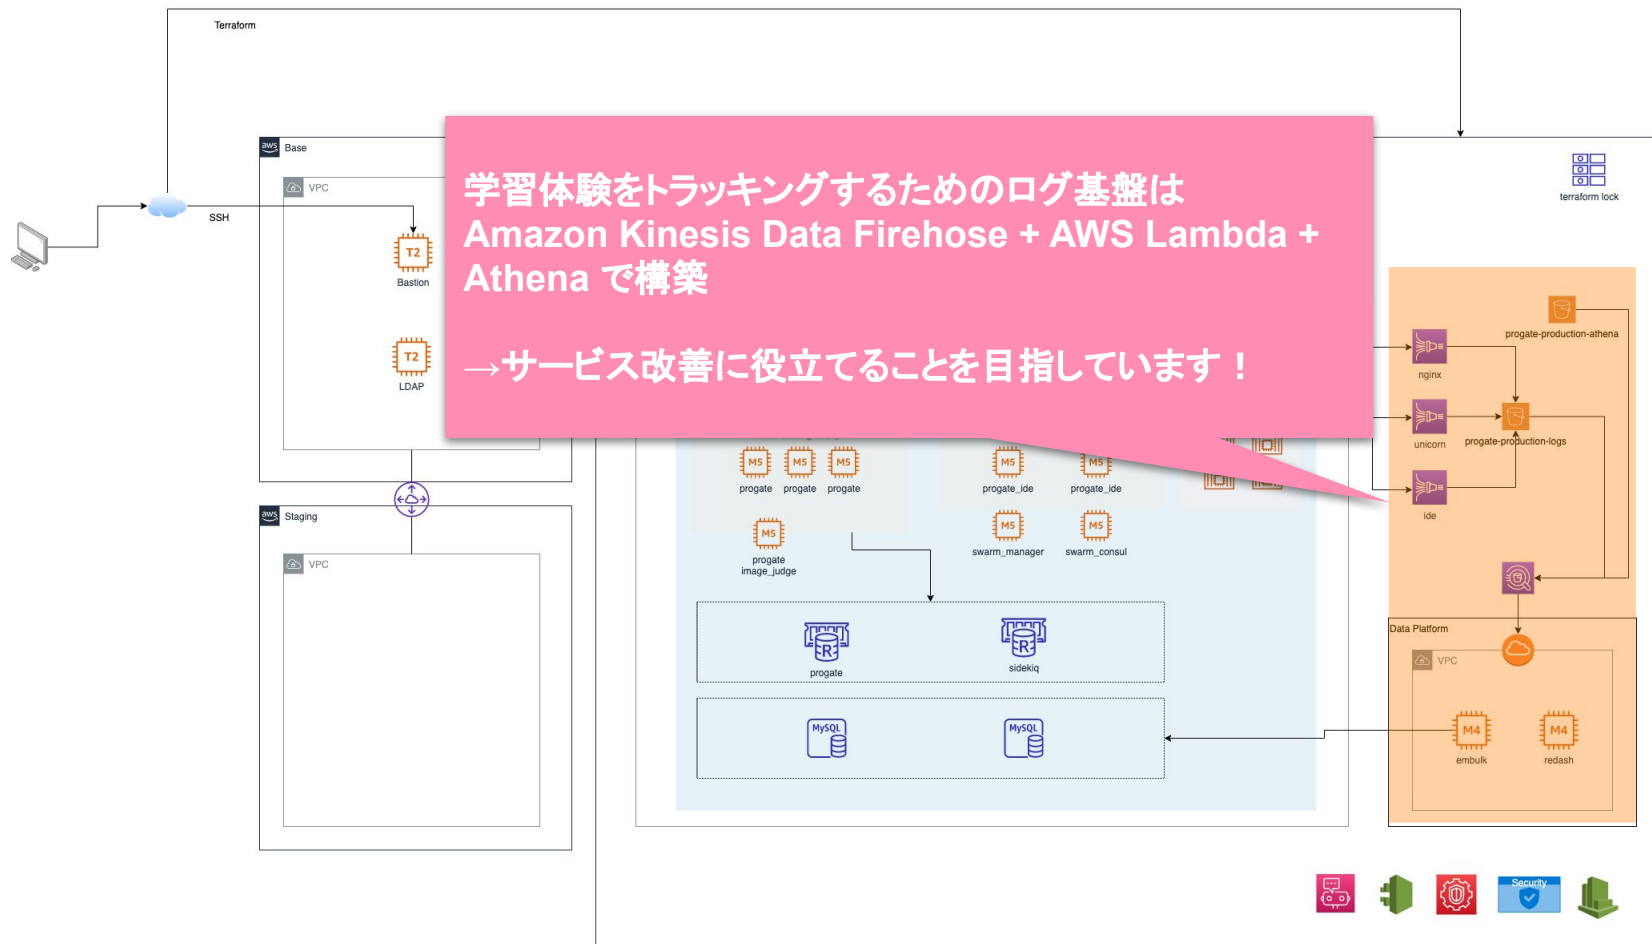 Terraform
aws
Base
VPC
SSH
T2
Bastion
T2
LDAP
aws
Staging
VPC
学習体験をトラッキングするためのログ基盤は
Amazon Kinesis Data Firehose + AWS Lambda +
Athena で構築
→サービス改善に役立てることを目指しています！
terraform lock
progate-production-athena
nginx
unicorn
progate-production-logs
ide
M5
M5
M5
progate
progate
progate
M5
M5
progate_ide
progate_ide
M5
progate
image_judge
M5
M5
swarm_manager
swarm_consul
R
progate
R
sidekiq
MySQL
MySQL
Data Platform
VPC
M4
M4
embulk
redash
Security